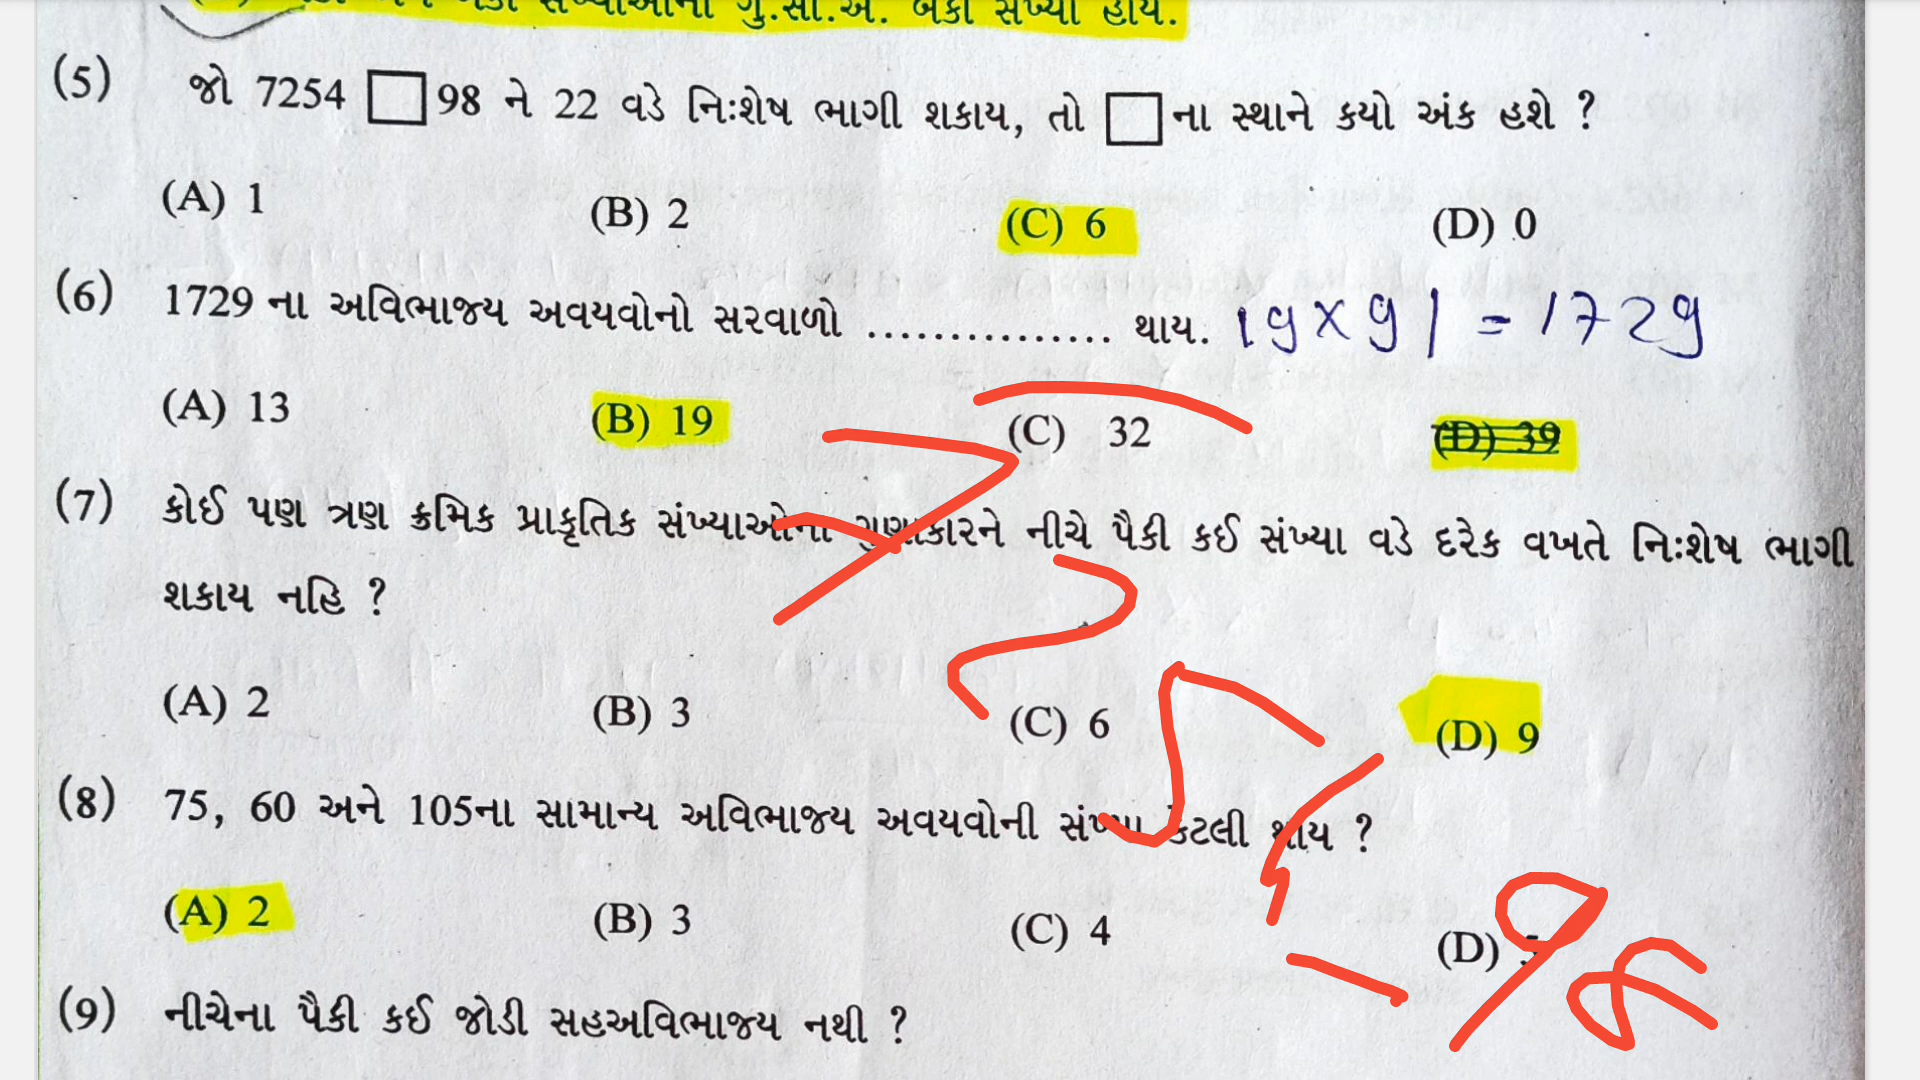 ગુ.સા.અ. બેકી સંખ્યા હોય.
(5) જો 7254 □ 98 ને 22 વડે નિઃશેષ ભાગી શકાય, તો □ ના સ્થાને કયો અંક હશે ?
(A) 1 (B) 2 (C) 6 (D) 0
(6) 1729 ના અવિભાજ્ય અવયવોનો સરવાળો ............... થાય. 19 x 91 = 1729
(A) 13 (B) 19 (C) 32 (D) 39
(7) કોઈ પણ ત્રણ ક્રમિક પ્રાકૃતિક સંખ્યાઓના ગુણાકારને નીચે પૈકી કઈ સંખ્યા વડે દરેક વખતે નિઃશેષ ભાગી
શકાય નહિ ?
(A) 2 (B) 3 (C) 6 (D) 9
(8) 75, 60 અને 105ના સામાન્ય અવિભાજ્ય અવયવોની સંખ્યા કેટલી થાય ?
(A) 2 (B) 3 (C) 4 (D)
(9) નીચેના પૈકી કઈ જોડી સહઅવિભાજ્ય નથી ?